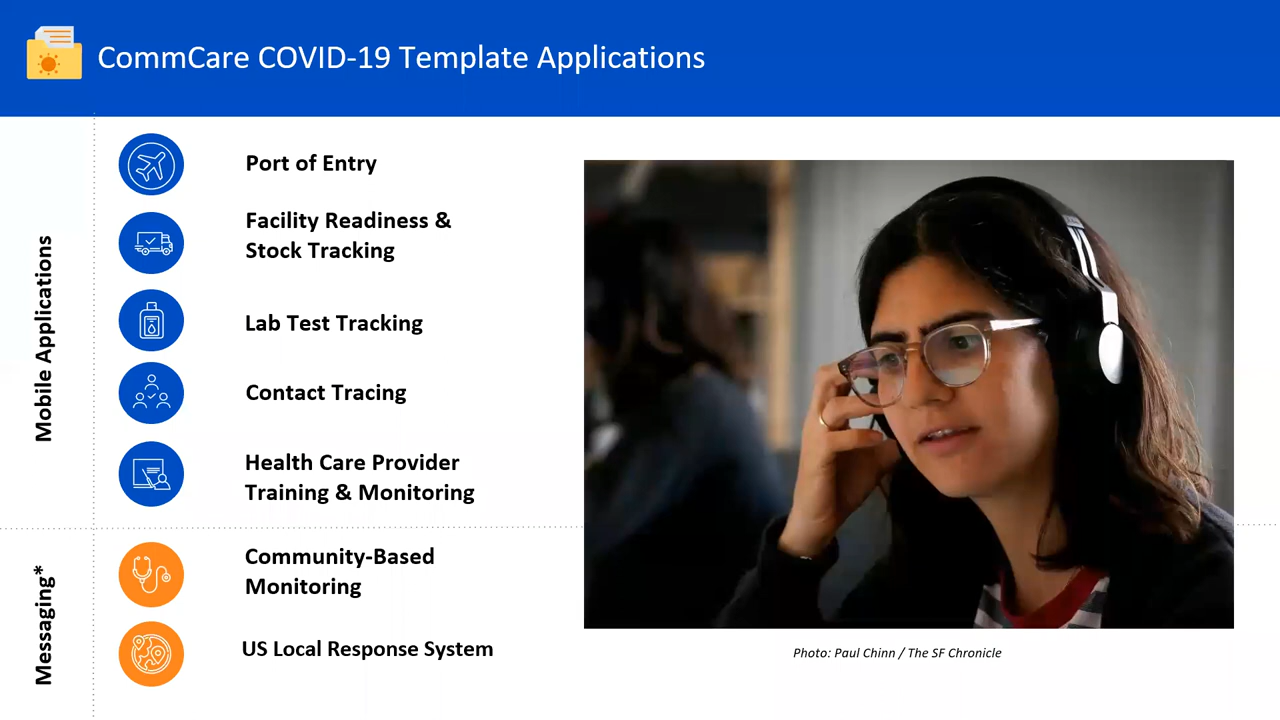 CommCare COVID-19 Template Applications
Mobile Applications
Port of Entry
Facility Readiness &
Stock Tracking
Lab Test Tracking
Contact Tracing
Health Care Provider
Training & Monitoring
Messaging*
Community-Based
Monitoring
US Local Response System
Photo: Paul Chinn / The SF Chronicle